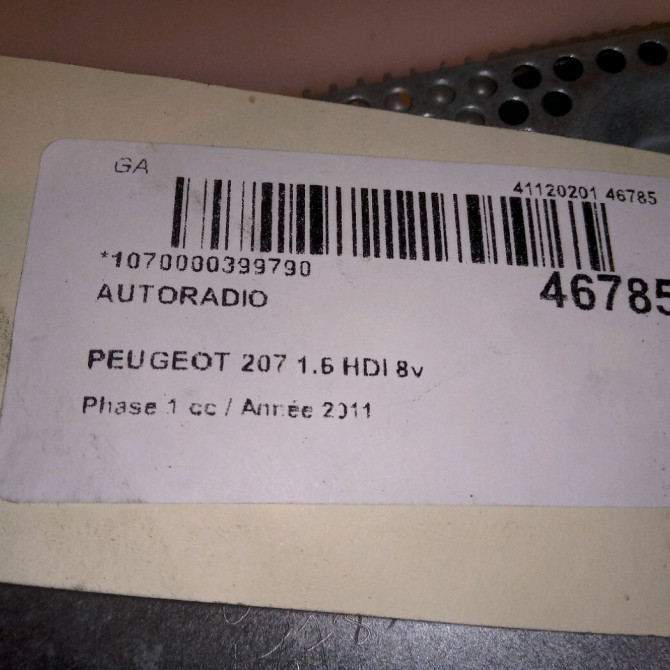 GA
41120201 46785
*1070000399790
46785
AUTORADIO
PEUGEOT 207 1.6 HDI 8v
Phase 1 cc / Année 2011